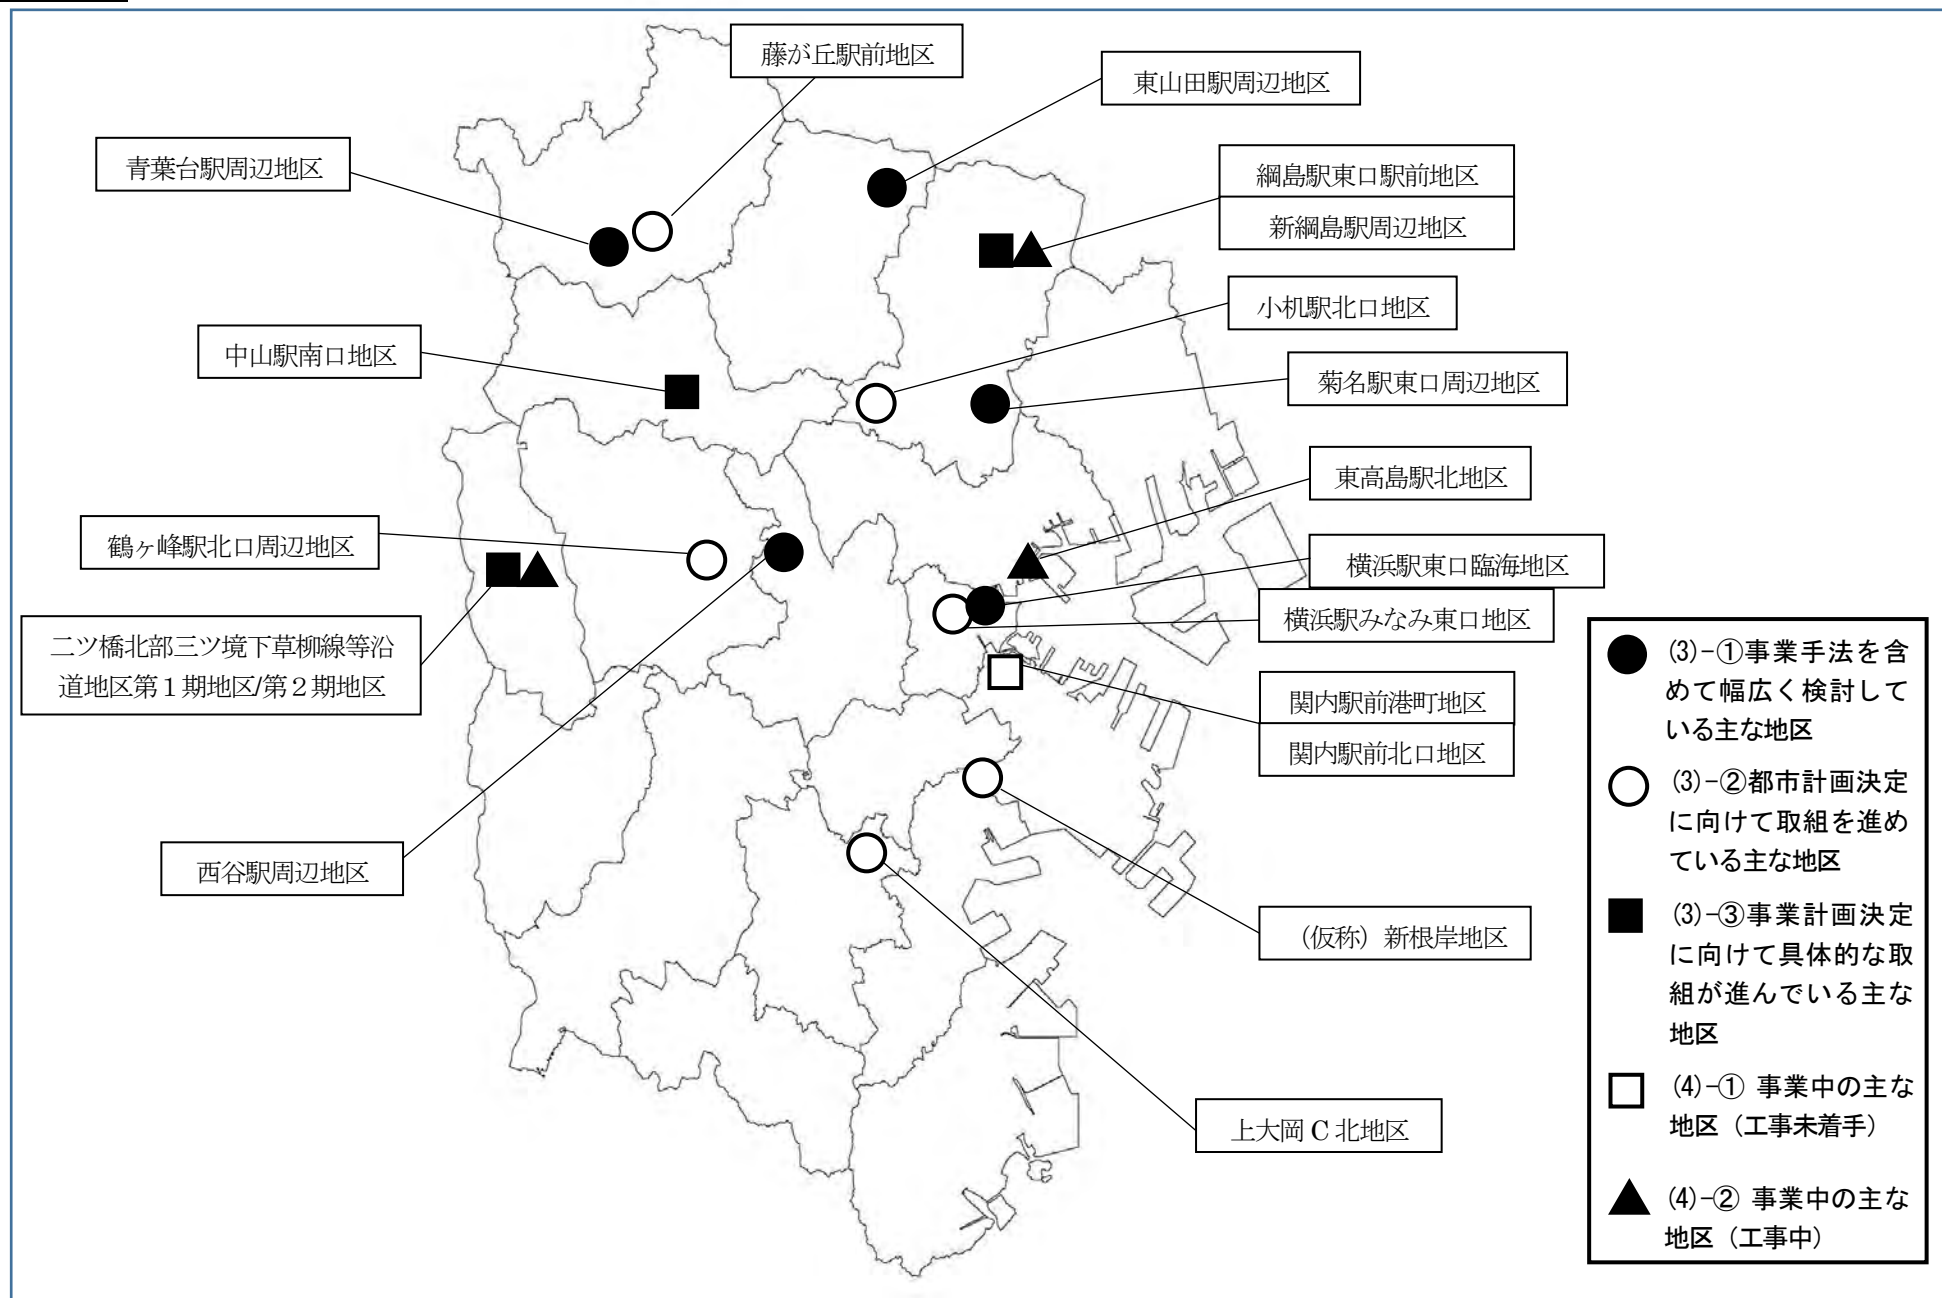 藤が丘駅前地区
東山田駅周辺地区
青葉台駅周辺地区
綱島駅東口駅前地区
新綱島駅周辺地区
小机駅北口地区
中山駅南口地区
菊名駅東口周辺地区
東高島駅北地区
鶴ヶ峰駅北口周辺地区
横浜駅東口臨海地区
横浜駅みなみ東口地区
二ツ橋北部三ツ境下草柳線等沿
道地区第１期地区/第２期地区
関内駅前港町地区
関内駅前北口地区
西谷駅周辺地区
（仮称）新根岸地区
上大岡 C 北地区
(3)-①事業手法を含
めて幅広く検討して
いる主な地区
(3)-②都市計画決定
に向けて取組を進め
ている主な地区
(3)-③事業計画決定
に向けて具体的な取
組が進んでいる主な
地区
(4)-① 事業中の主な
地区（工事未着手）
(4)-② 事業中の主な
地区（工事中）